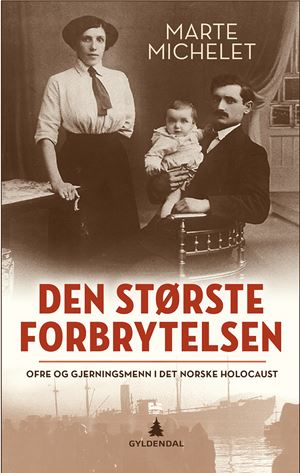 MARTE
MICHELET
DEN STØRSTE
FORBRYTELSEN
OFRE OG GJERNINGSMENN I DET NORSKE HOLOCAUST
GYLDENDAL